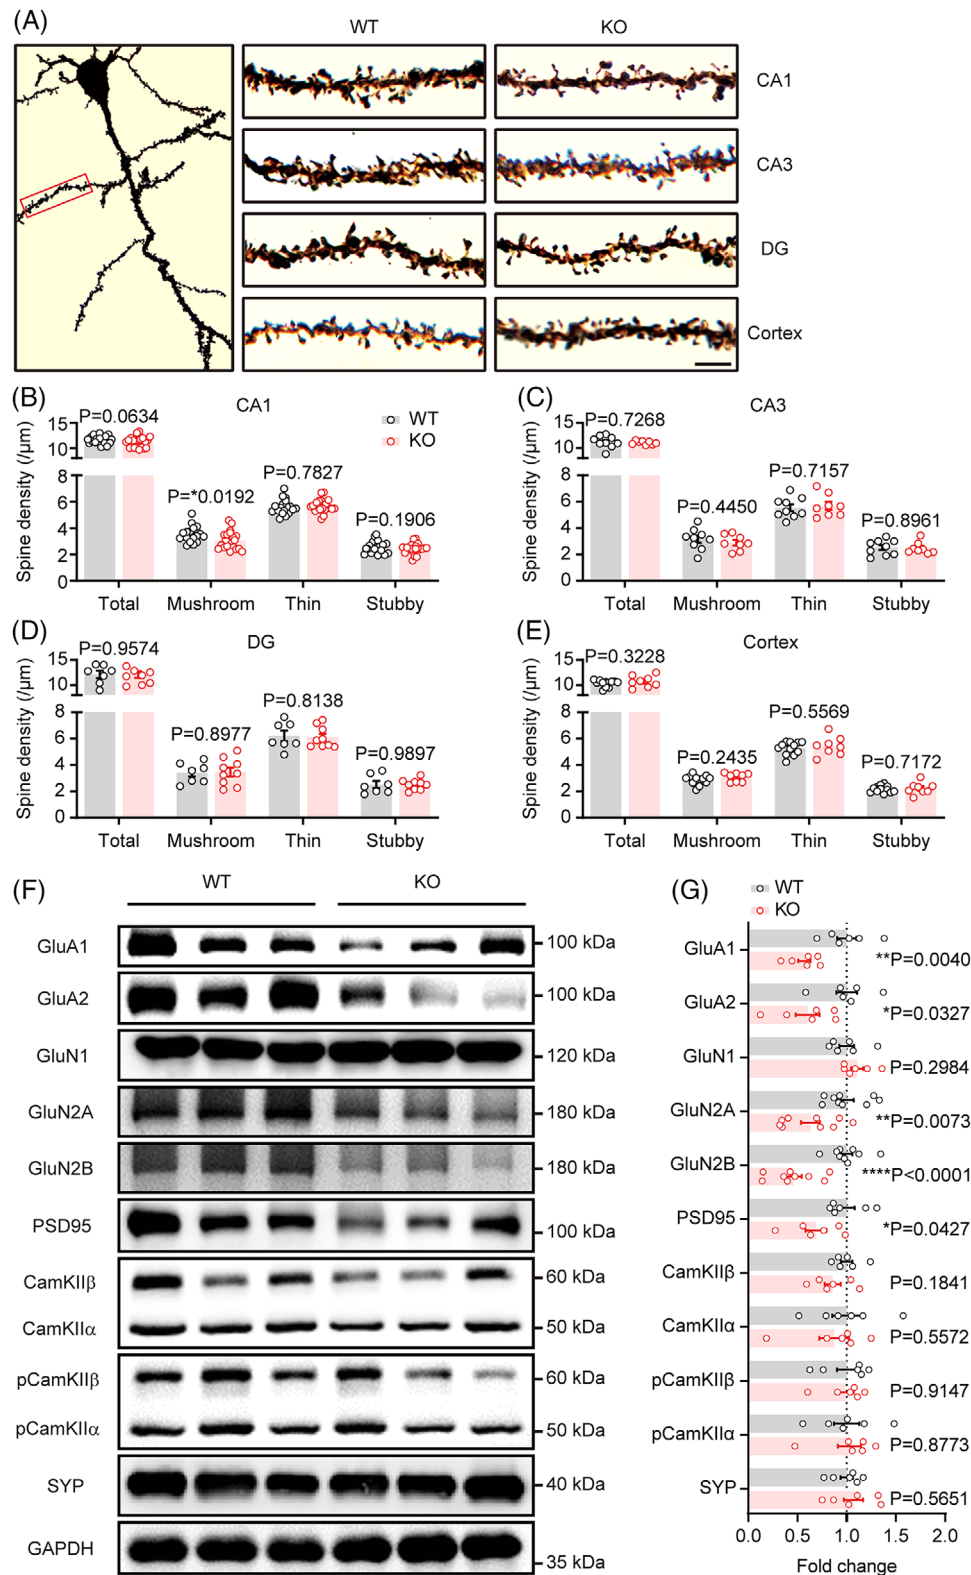 (A)
WT KO
CA1
CA3
DG
Cortex
(B) CA1
WT
KO
Spine density (/µm)
15
10
8
6
4
2
0
P=0.0634
P=*0.0192
P=0.7827
P=0.1906
Total Mushroom Thin Stubby
(C) CA3
Spine density (/µm)
15
10
8
6
4
2
0
P=0.7268
P=0.4450
P=0.7157
P=0.8961
Total Mushroom Thin Stubby
(D) DG
Spine density (/µm)
15
10
8
6
4
2
0
P=0.9574
P=0.8977
P=0.8138
P=0.9897
Total Mushroom Thin Stubby
(E) Cortex
Spine density (/µm)
15
10
8
6
4
2
0
P=0.3228
P=0.2435
P=0.5569
P=0.7172
Total Mushroom Thin Stubby
(F)
WT KO
GluA1 100 kDa
GluA2 100 kDa
GluN1 120 kDa
GluN2A 180 kDa
GluN2B 180 kDa
PSD95 100 kDa
CamKIIβ 60 kDa
CamKIIα 50 kDa
pCamKIIβ 60 kDa
pCamKIIα 50 kDa
SYP 40 kDa
GAPDH 35 kDa
(G)
WT
KO
GluA1 **P=0.0040
GluA2 *P=0.0327
GluN1 P=0.2984
GluN2A **P=0.0073
GluN2B ****P<0.0001
PSD95 *P=0.0427
CamKIIβ P=0.1841
CamKIIα P=0.5572
pCamKIIβ P=0.9147
pCamKIIα P=0.8773
SYP P=0.5651
0.0 0.5 1.0 1.5 2.0
Fold change